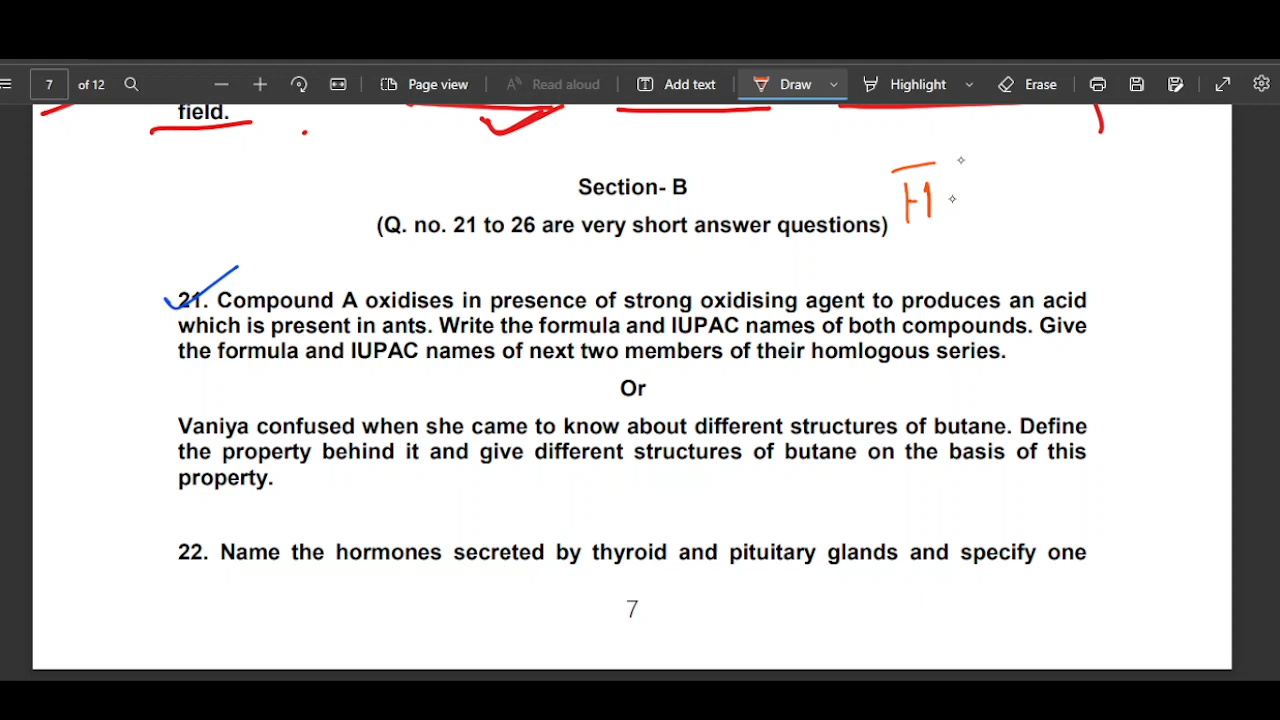 7 of 12 Page view Read aloud Add text Draw Highlight Erase
field.
Section- B
(Q. no. 21 to 26 are very short answer questions)
21. Compound A oxidises in presence of strong oxidising agent to produces an acid
which is present in ants. Write the formula and IUPAC names of both compounds. Give
the formula and IUPAC names of next two members of their homlogous series.
Or
Vaniya confused when she came to know about different structures of butane. Define
the property behind it and give different structures of butane on the basis of this
property.
22. Name the hormones secreted by thyroid and pituitary glands and specify one
7